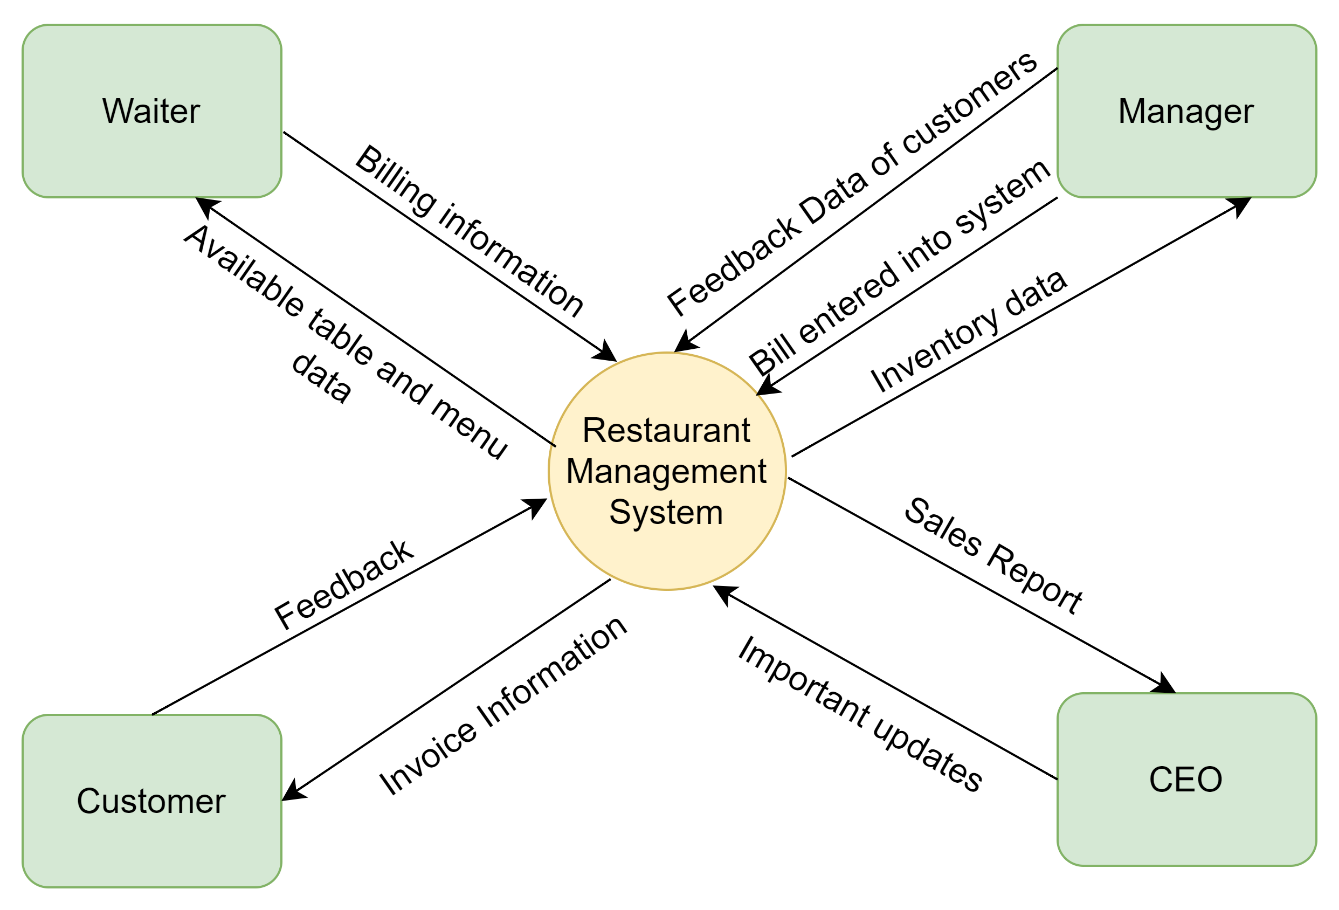 Waiter
Manager
Billing information
Feedback Data of customers
Available table and menu
data
Bill entered into system
Inventory data
Restaurant
Management
System
Feedback
Sales Report
Invoice Information
Important updates
Customer
CEO